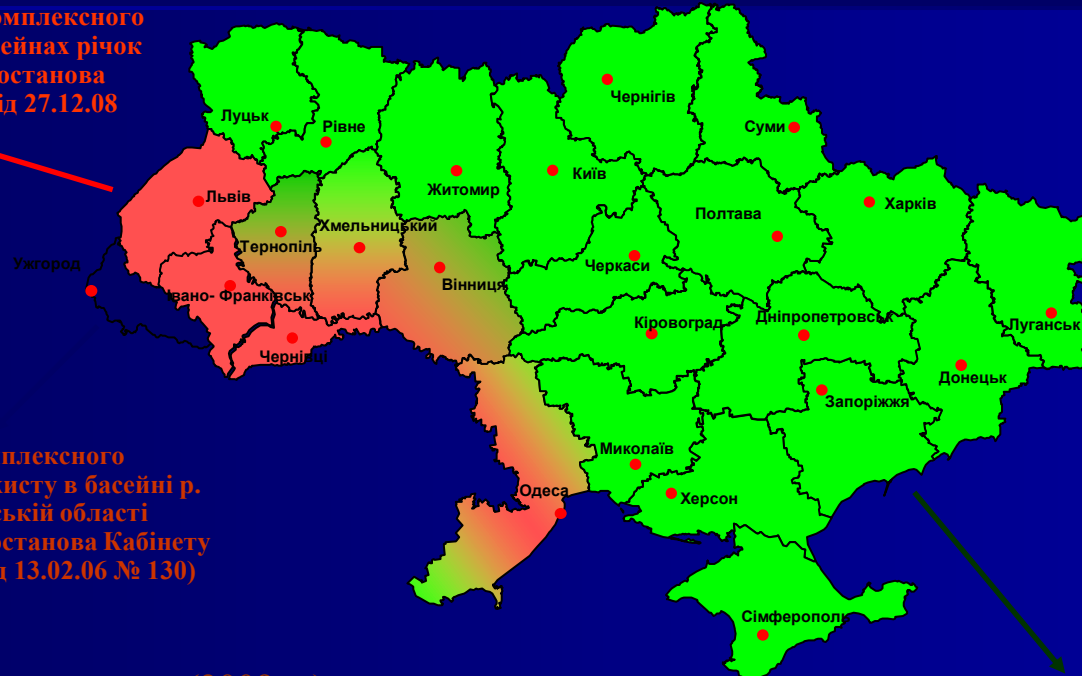 омплексного
ейнах річок
останова
ід 27.12.08
Чернігів
Луцьк
Рівне
Суми
Київ
Житомир
Львів
Харків
Полтава
Хмельницький
Тернопіль
Ужгород
Черкаси
Вінниця
Івано- Франківськ
Кіровоград
Дніпропетровськ
Луганськ
Чернівці
Донецьк
Запоріжжя
Миколаїв
плексного
исту в басейні р.
Одеса
Херсон
ській області
останова Кабінету
д 13.02.06 № 130)
Сімферополь